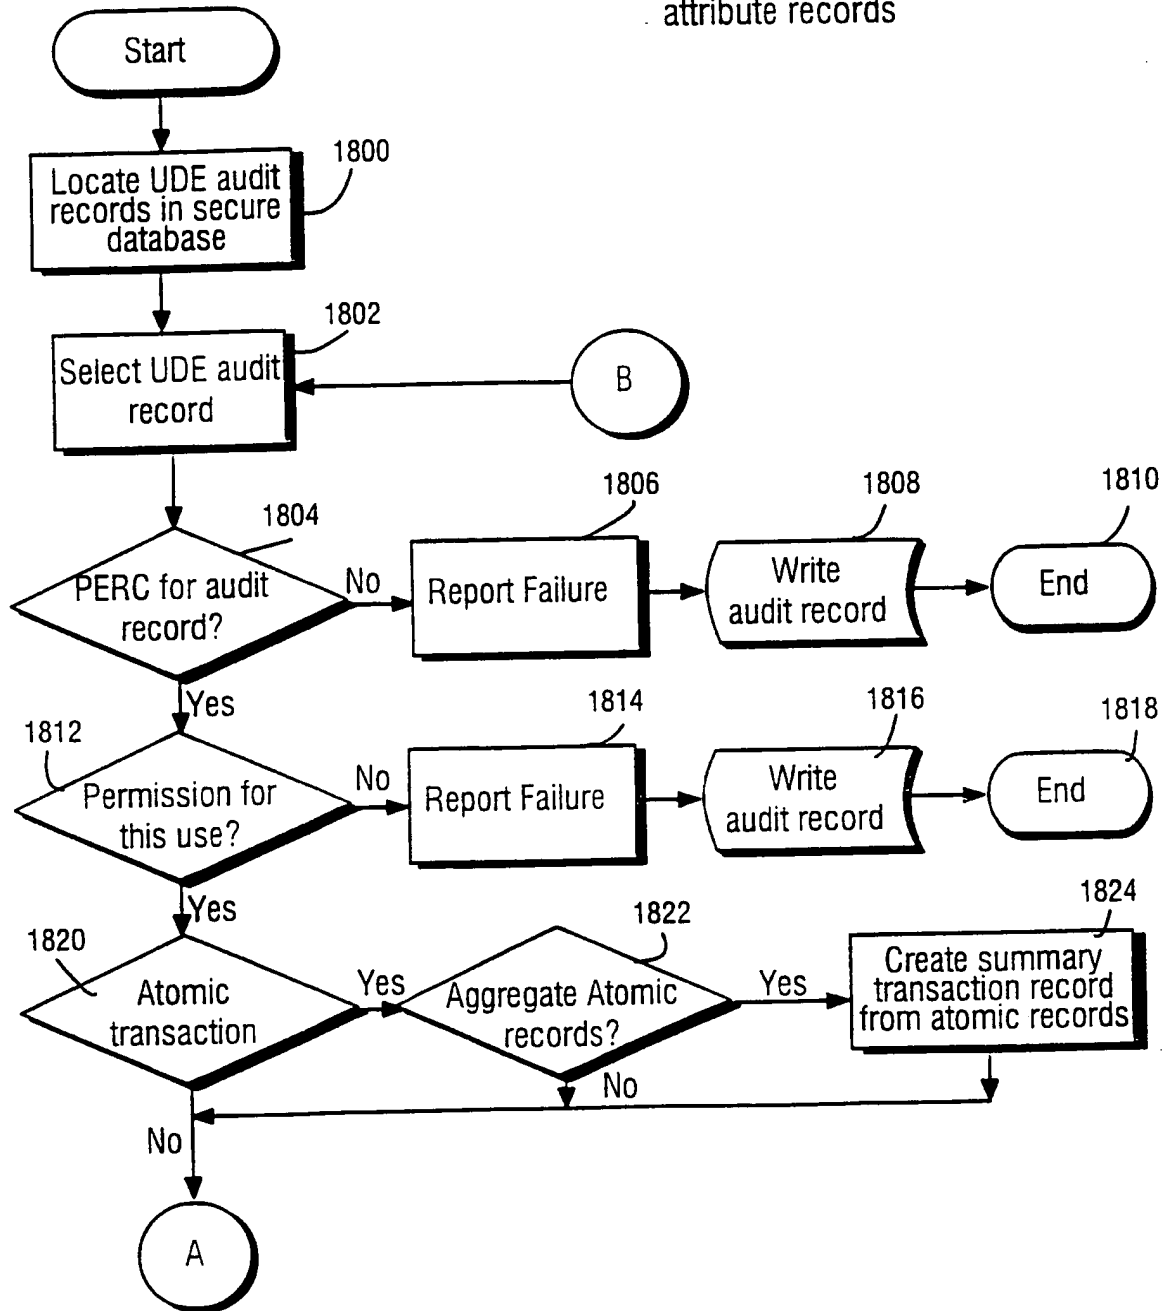 attribute records
Start
1800
Locate UDE audit
records in secure
database
1802
Select UDE audit
record
B
1804
PERC for audit
record?
No
1806
Report Failure
1808
Write
audit record
1810
End
Yes
1812
Permission for
this use?
No
1814
Report Failure
1816
Write
audit record
1818
End
Yes
1820
Atomic
transaction
Yes
1822
Aggregate Atomic
records?
Yes
1824
Create summary
transaction record
from atomic records
No
No
A